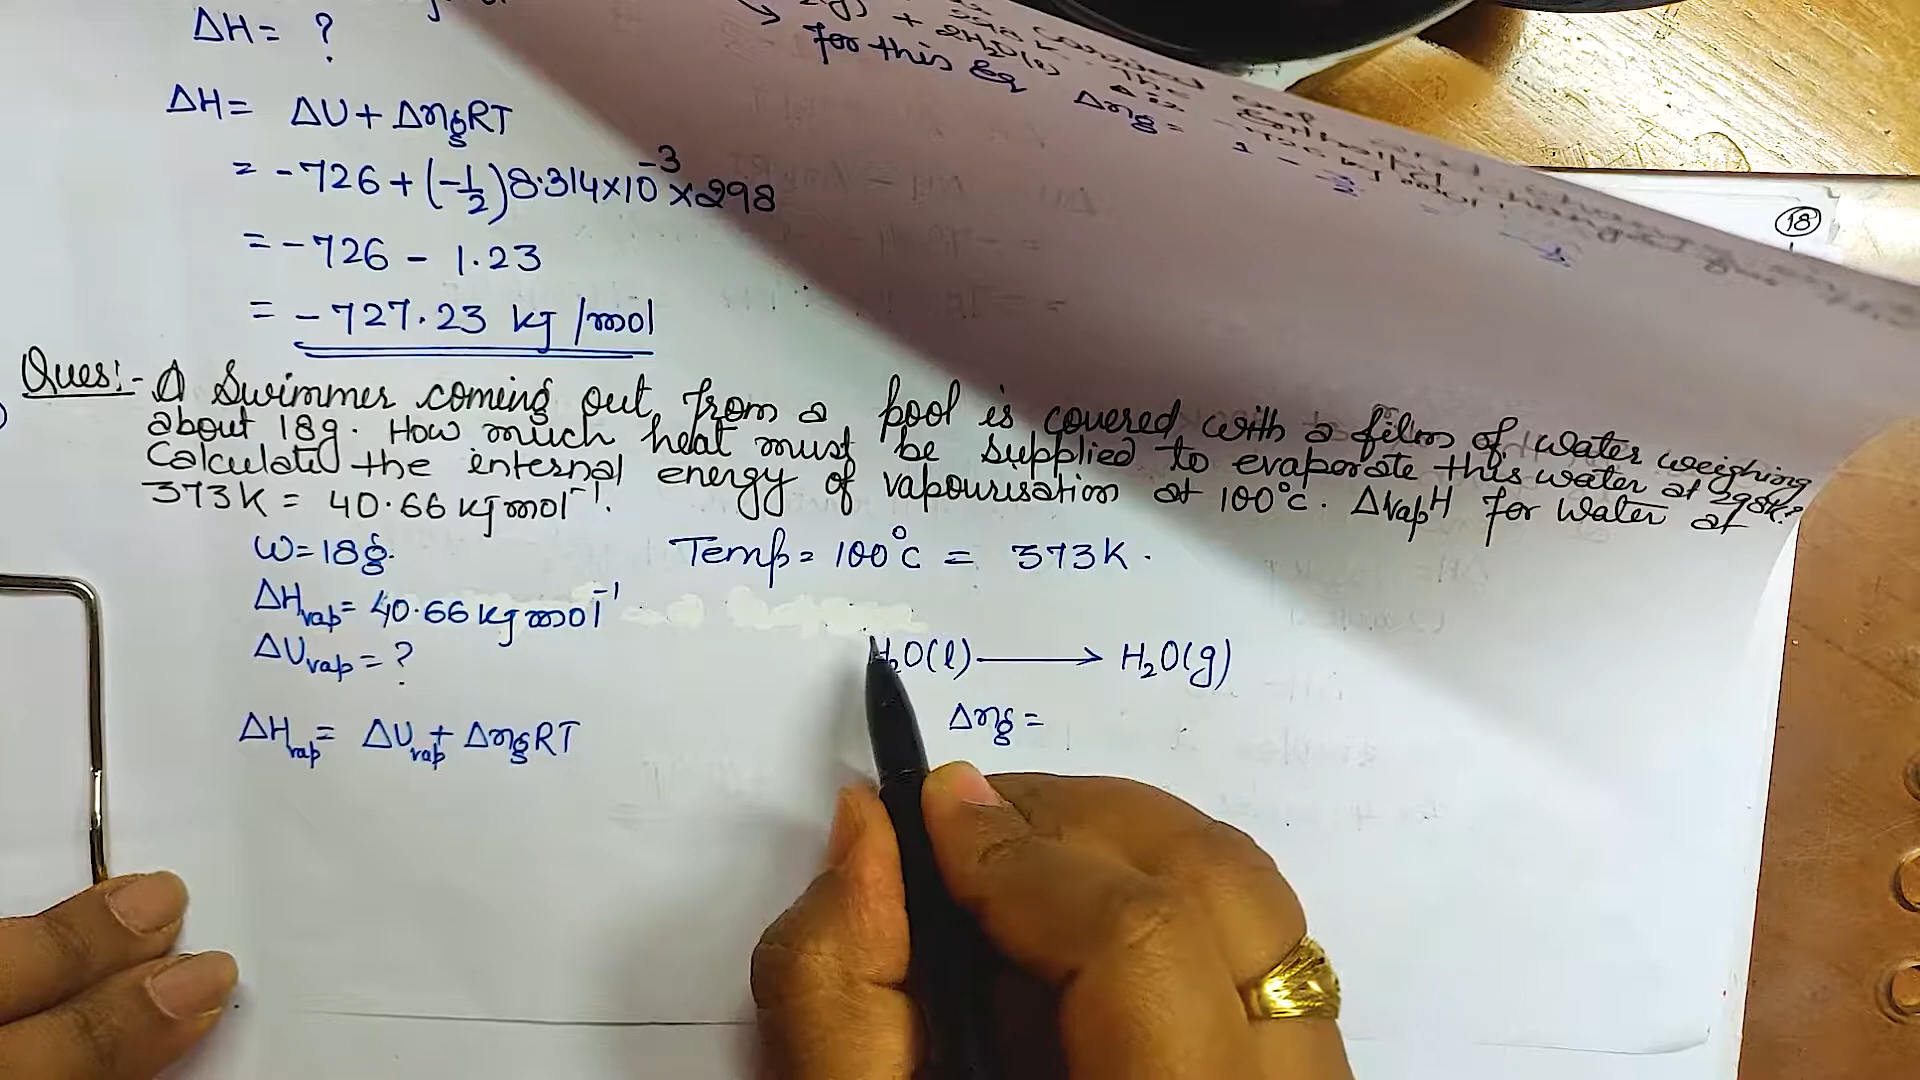 ΔH = ?
ΔH = ΔU + ΔngRT
= -726 + (-1/2) 8.314×10⁻³ × 298
= -726 - 1.23
= -727.23 kJ/mol
+ 2H₂O(l)
for this Eq Δng =
18
Ques:- A Swimmer coming out from a pool is covered with a film of water weighing
about 18g. How much heat must be supplied to evaporate this water at 298K?
Calculate the internal energy of vapourisation at 100°C. ΔvapH for water at
373K = 40.66 kJ mol⁻¹.
W = 18g. Temp = 100°C = 373K.
ΔHvap = 40.66 kJ mol⁻¹
ΔUvap = ? H₂O(l) ⟶ H₂O(g)
ΔHvap = ΔUvap + ΔngRT Δng =